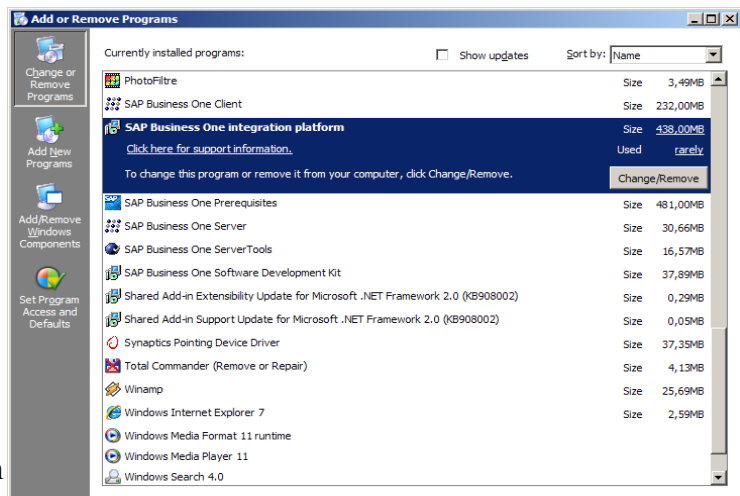 Add or Remove Programs
Change or
Remove
Programs
Add New
Programs
Add/Remove
Windows
Components
Set Program
Access and
Defaults
Currently installed programs:
Show updates
Sort by: Name
PhotoFiltre Size 3,49MB
SAP Business One Client Size 232,00MB
SAP Business One integration platform Size 438,00MB
Click here for support information. Used rarely
To change this program or remove it from your computer, click Change/Remove. Change/Remove
SAP Business One Prerequisites Size 481,00MB
SAP Business One Server Size 30,66MB
SAP Business One ServerTools Size 16,57MB
SAP Business One Software Development Kit Size 37,89MB
Shared Add-in Extensibility Update for Microsoft .NET Framework 2.0 (KB908002) Size 0,29MB
Shared Add-in Support Update for Microsoft .NET Framework 2.0 (KB908002) Size 0,05MB
Synaptics Pointing Device Driver Size 37,35MB
Total Commander (Remove or Repair) Size 4,13MB
Winamp Size 25,69MB
Windows Internet Explorer 7 Size 2,59MB
Windows Media Format 11 runtime
Windows Media Player 11
Windows Search 4.0